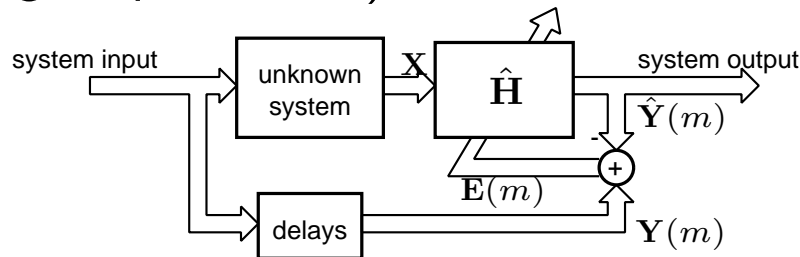 system input
unknown
system
X
Ĥ
system output
Ŷ(m)
-
+
E(m)
delays
Y(m)